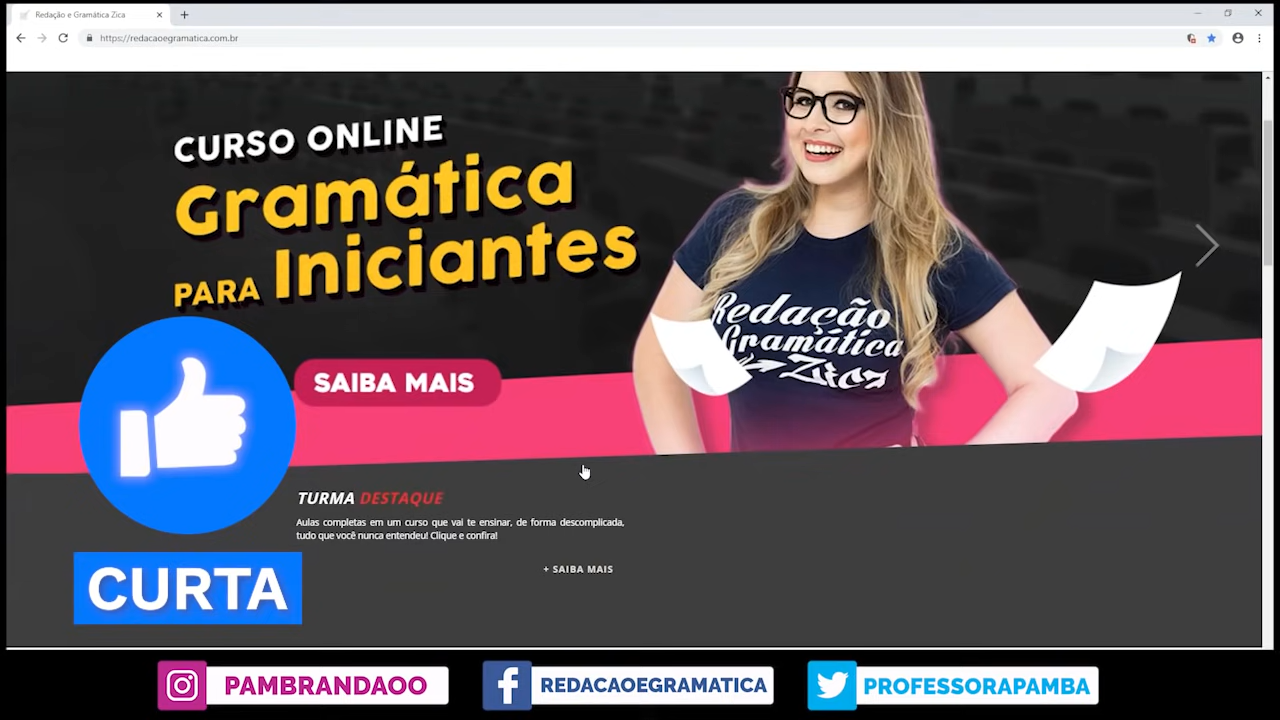 Redação e Gramática Zica
https://redacaoegramatica.com.br
CURSO ONLINE
Gramática
PARA Iniciantes
SAIBA MAIS
Redação
Gramática
Zica
TURMA DESTAQUE
Aulas completas em um curso que vai te ensinar, de forma descomplicada,
tudo que você nunca entendeu! Clique e confira!
+ SAIBA MAIS
CURTA
PAMBRANDAOO
REDACAOEGRAMATICA
PROFESSORAPAMBA